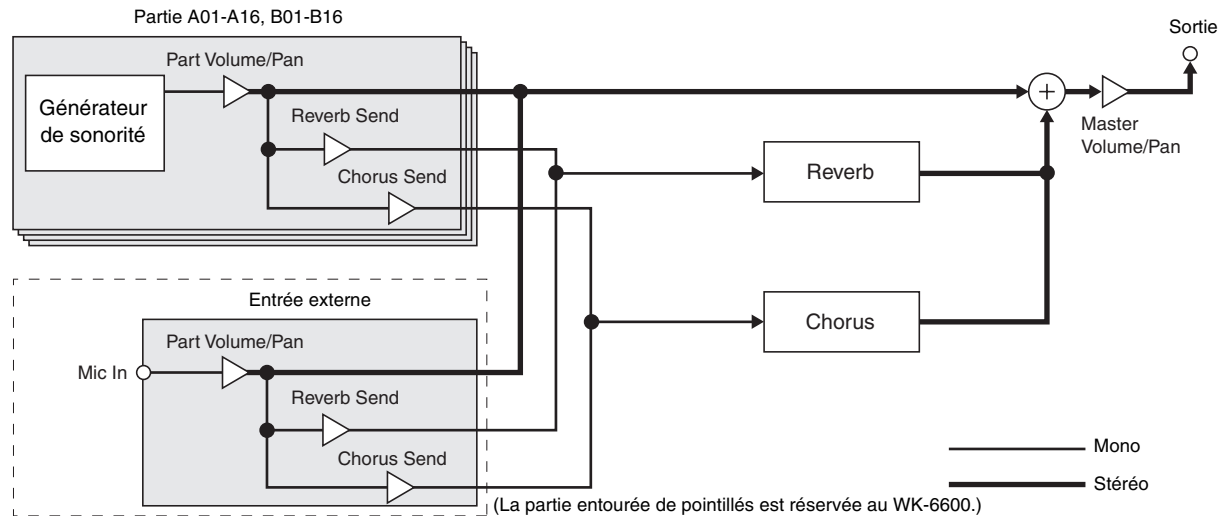 Partie A01-A16, B01-B16
Sortie
Part Volume/Pan
Générateur
de sonorité
Reverb Send
Master
Volume/Pan
Chorus Send
Reverb
Entrée externe
Chorus
Part Volume/Pan
Mic In
Reverb Send
Mono
Chorus Send
Stéréo
(La partie entourée de pointillés est réservée au WK-6600.)